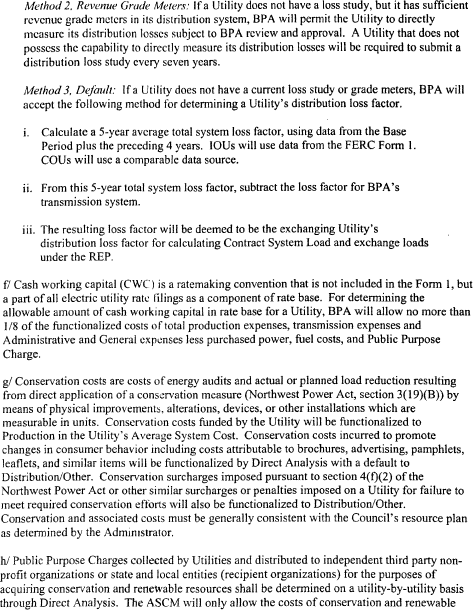 Method 2. Revenue Grade Meters: If a Utility does not have a loss study, but it has sufficient
revenue grade meters in its distribution system, BPA will permit the Utility to directly
measure its distribution losses subject to BPA review and approval. A Utility that does not
possess the capability to directly measure its distribution losses will be required to submit a
distribution loss study every seven years.
Method 3, Default: If a Utility does not have a current loss study or grade meters, BPA will
accept the following method for determining a Utility's distribution loss factor.
i. Calculate a 5-year average total system loss factor, using data from the Base
Period plus the preceding 4 years. IOUs will use data from the FERC Form 1.
COUs will use a comparable data source.
ii. From this 5-year total system loss factor, subtract the loss factor for BPA's
transmission system.
iii. The resulting loss factor will be deemed to be the exchanging Utility's
distribution loss factor for calculating Contract System Load and exchange loads
under the REP.
f/ Cash working capital (CWC) is a ratemaking convention that is not included in the Form 1, but
a part of all electric utility rate filings as a component of rate base. For determining the
allowable amount of cash working capital in rate base for a Utility, BPA will allow no more than
1/8 of the functionalized costs of total production expenses, transmission expenses and
Administrative and General expenses less purchased power, fuel costs, and Public Purpose
Charge.
g/ Conservation costs are costs of energy audits and actual or planned load reduction resulting
from direct application of a conservation measure (Northwest Power Act, section 3(19)(B)) by
means of physical improvements, alterations, devices, or other installations which are
measurable in units. Conservation costs funded by the Utility will be functionalized to
Production in the Utility's Average System Cost. Conservation costs incurred to promote
changes in consumer behavior including costs attributable to brochures, advertising, pamphlets,
leaflets, and similar items will be functionalized by Direct Analysis with a default to
Distribution/Other. Conservation surcharges imposed pursuant to section 4(f)(2) of the
Northwest Power Act or other similar surcharges or penalties imposed on a Utility for failure to
meet required conservation efforts will also be functionalized to Distribution/Other.
Conservation and associated costs must be generally consistent with the Council's resource plan
as determined by the Administrator.
h/ Public Purpose Charges collected by Utilities and distributed to independent third party non-
profit organizations or state and local entities (recipient organizations) for the purposes of
acquiring conservation and renewable resources shall be determined on a utility-by-utility basis
through Direct Analysis. The ASCM will only allow the costs of conservation and renewable